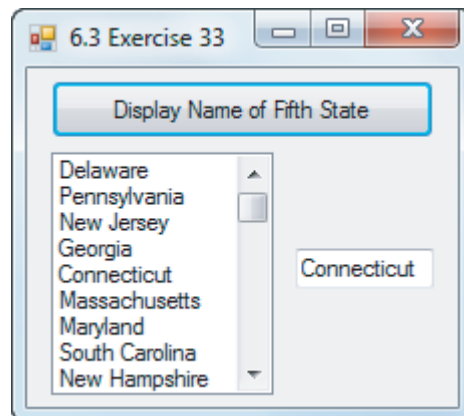 6.3 Exercise 33
Display Name of Fifth State
Delaware
Pennsylvania
New Jersey
Georgia
Connecticut
Massachusetts
Maryland
South Carolina
New Hampshire
Connecticut